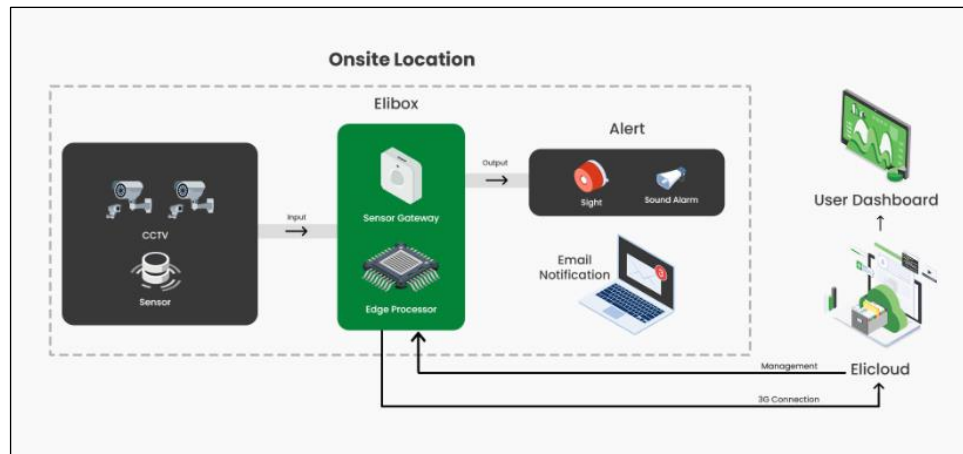 Onsite Location
Elibox
Alert
CCTV
Sensor
Input
Sensor Gateway
Edge Processor
Output
Sight
Sound Alarm
Email
Notification
3
User Dashboard
Elicloud
Management
3G Connection